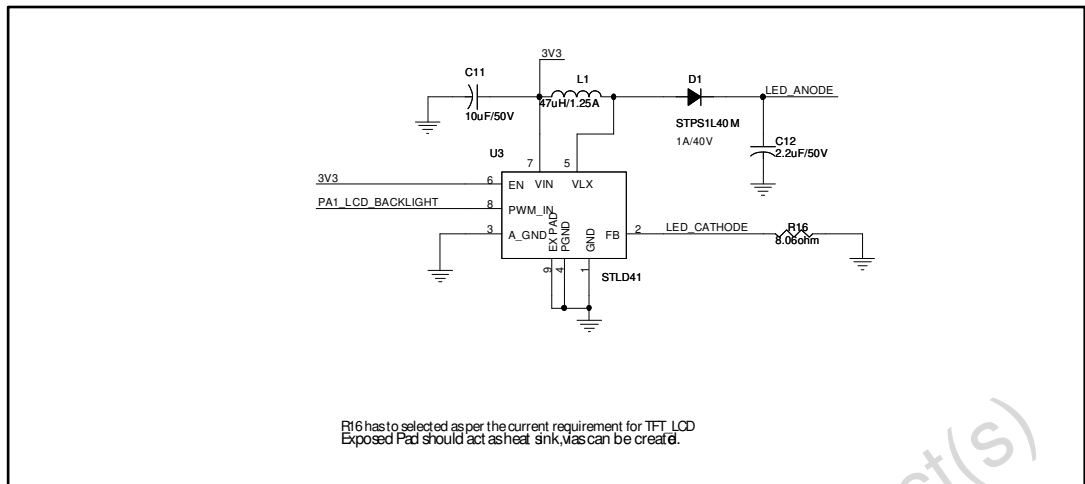 3V3
C11
10uF/50V
L1
47uH/1.25A
D1
STPS1L40M
1A/40V
LED_ANODE
C12
2.2uF/50V
U3
7
5
VIN
VLX
3V3
6
EN
PA1_LCD_BACKLIGHT
8
PWM_IN
3
A_GND
EX PAD
PGND
GND
FB
2
LED_CATHODE
R16
8.06ohm
9
4
1
STLD41
R16 has to selected as per the current requirement for TFT LCD
Exposed Pad should act as heat sink,vias can be created.
ct(s)